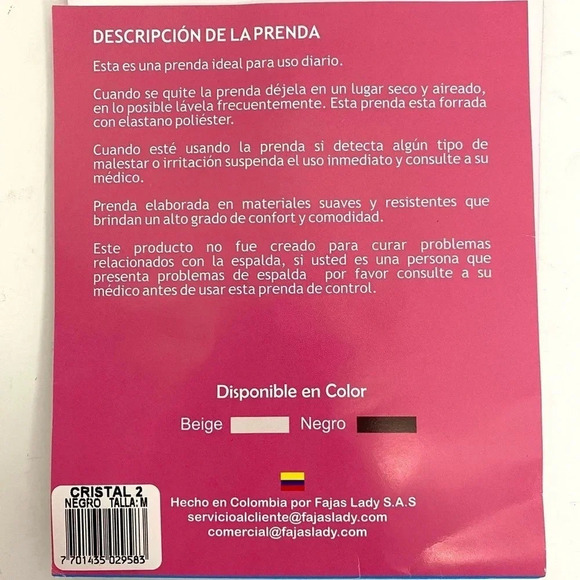 DESCRIPCIÓN DE LA PRENDA
Esta es una prenda ideal para uso diario.
Cuando se quite la prenda déjela en un lugar seco y aireado,
en lo posible lávela frecuentemente. Esta prenda esta forrada
con elastano poliéster.
Cuando esté usando la prenda si detecta algún tipo de
malestar o irritación suspenda el uso inmediato y consulte a su
médico.
Prenda elaborada en materiales suaves y resistentes que
brindan un alto grado de confort y comodidad.
Este producto no fue creado para curar problemas
relacionados con la espalda, si usted es una persona que
presenta problemas de espalda por favor consulte a su
médico antes de usar esta prenda de control.
Disponible en Color
Beige Negro
CRISTAL 2
NEGRO TALLA: M
7 701435 029583
Hecho en Colombia por Fajas Lady S.A.S
servicioalcliente@fajaslady.com
comercial@fajaslady.com